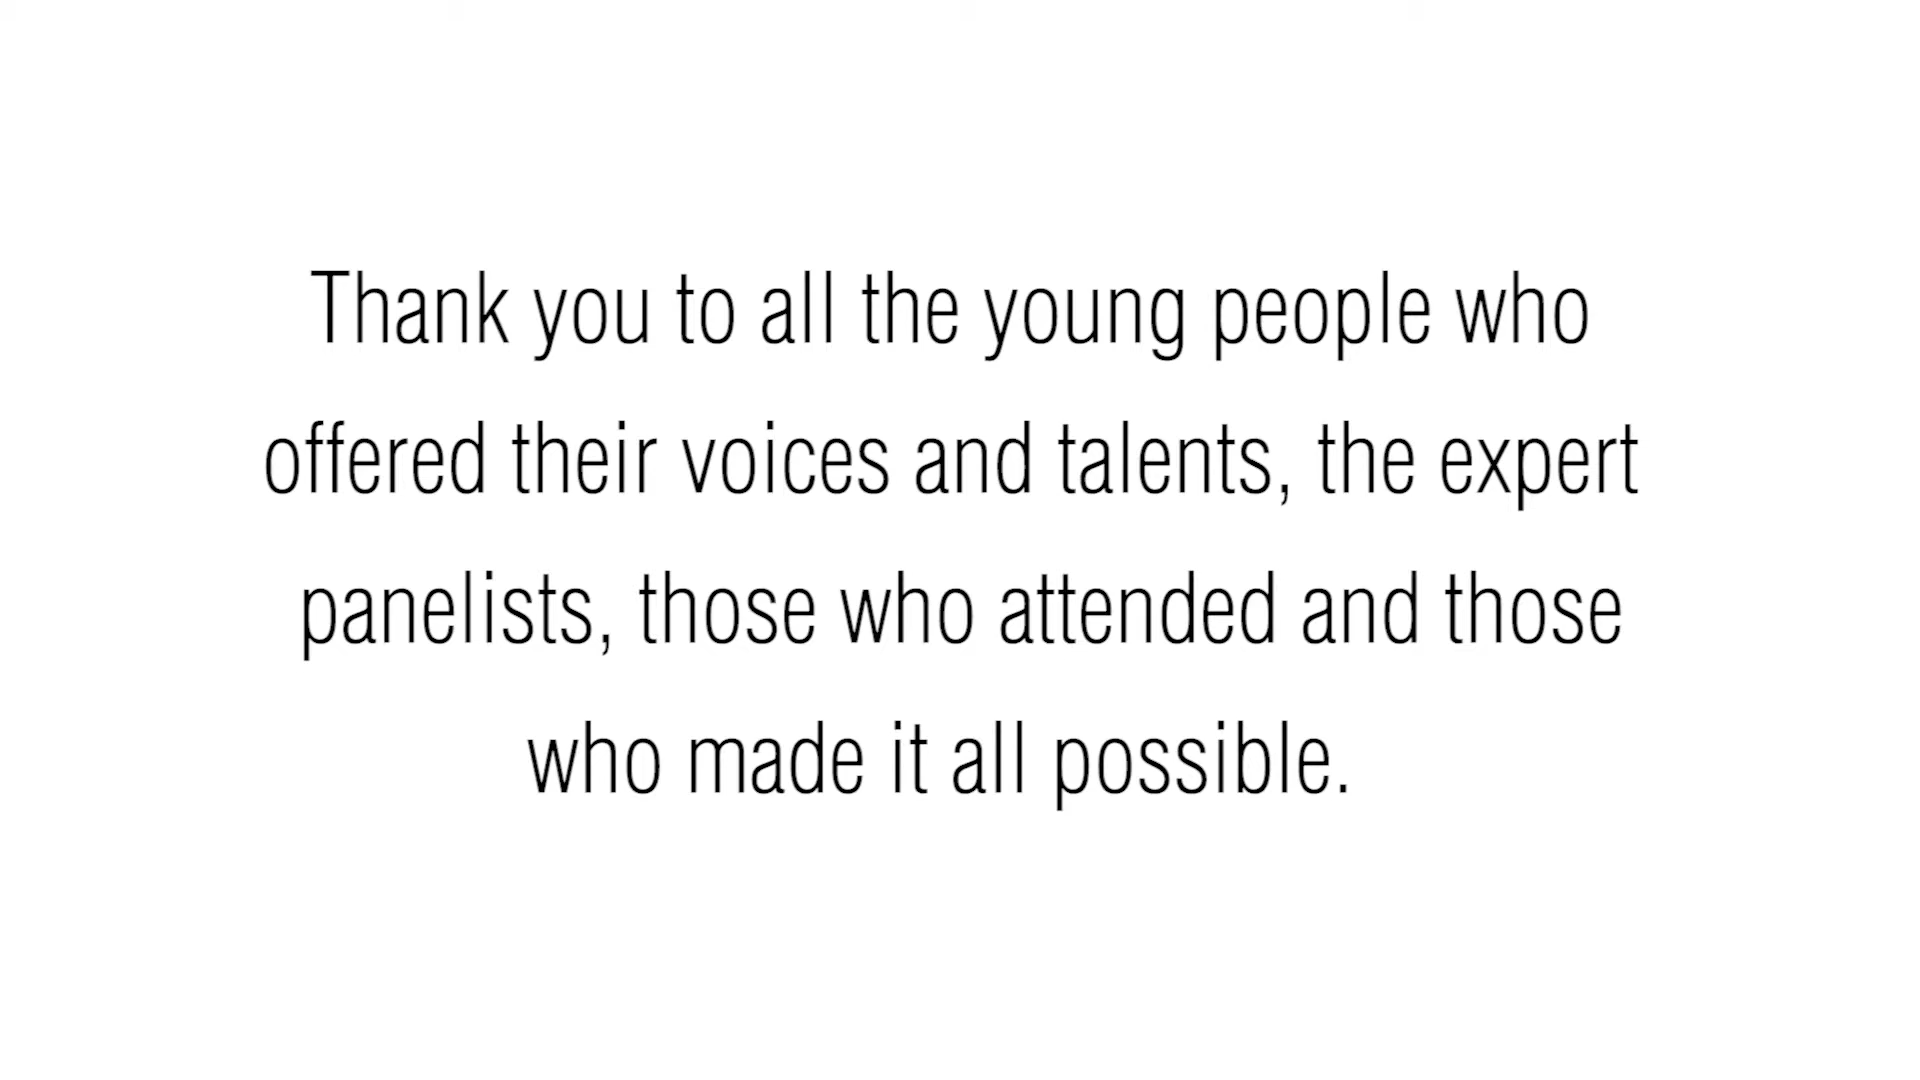 Thank you to all the young people who
offered their voices and talents, the expert
panelists, those who attended and those
who made it all possible.